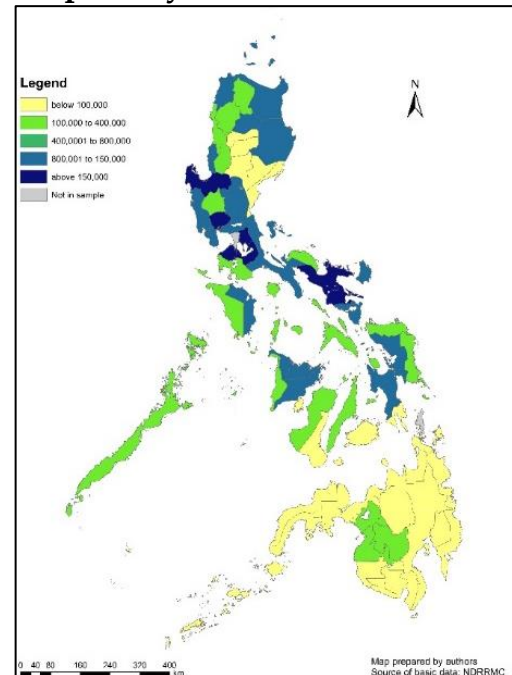 Legend
below 100,000
100,000 to 400,000
400,0001 to 800,000
800,001 to 150,000
above 150,000
Not in sample
N
0 40 80 160 240 320 400
km
Map prepared by authors
Source of basic data: NDRRMC